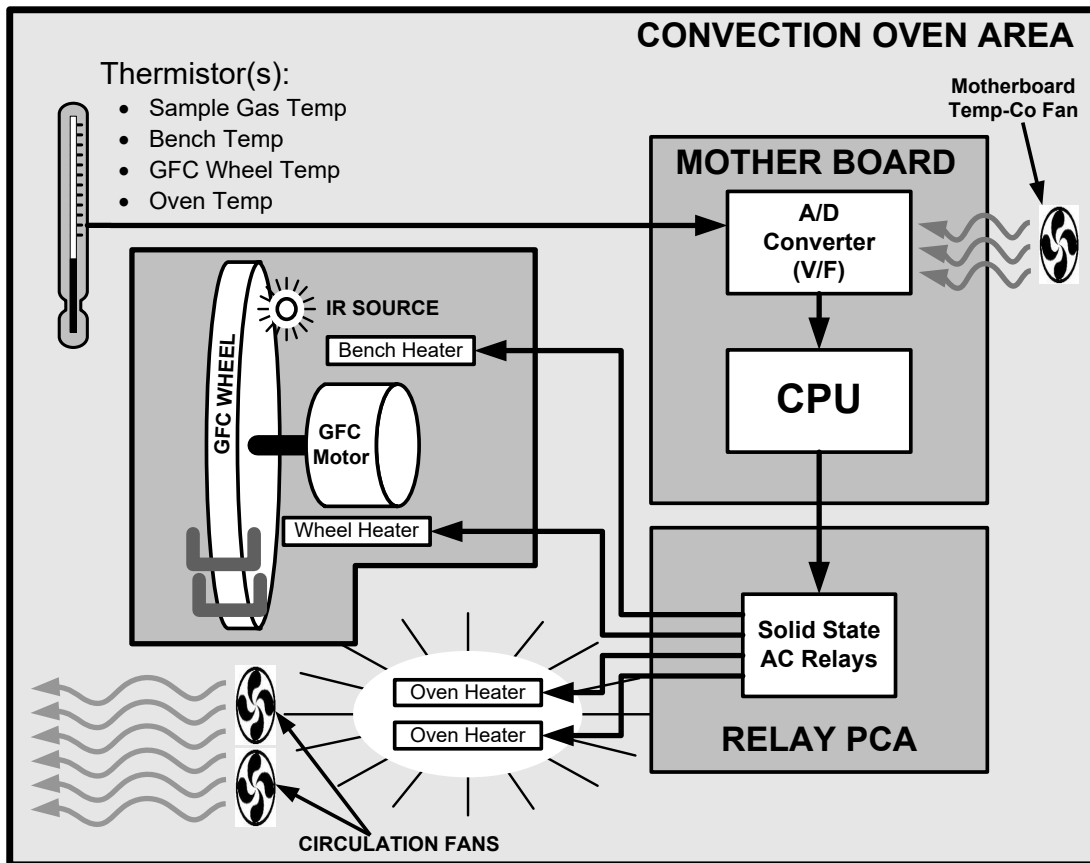 CONVECTION OVEN AREA
Thermistor(s):
• Sample Gas Temp
• Bench Temp
• GFC Wheel Temp
• Oven Temp
Motherboard
Temp-Co Fan
MOTHER BOARD
A/D
Converter
(V/F)
CPU
IR SOURCE
Bench Heater
GFC WHEEL
GFC
Motor
Wheel Heater
Solid State
AC Relays
RELAY PCA
Oven Heater
Oven Heater
CIRCULATION FANS